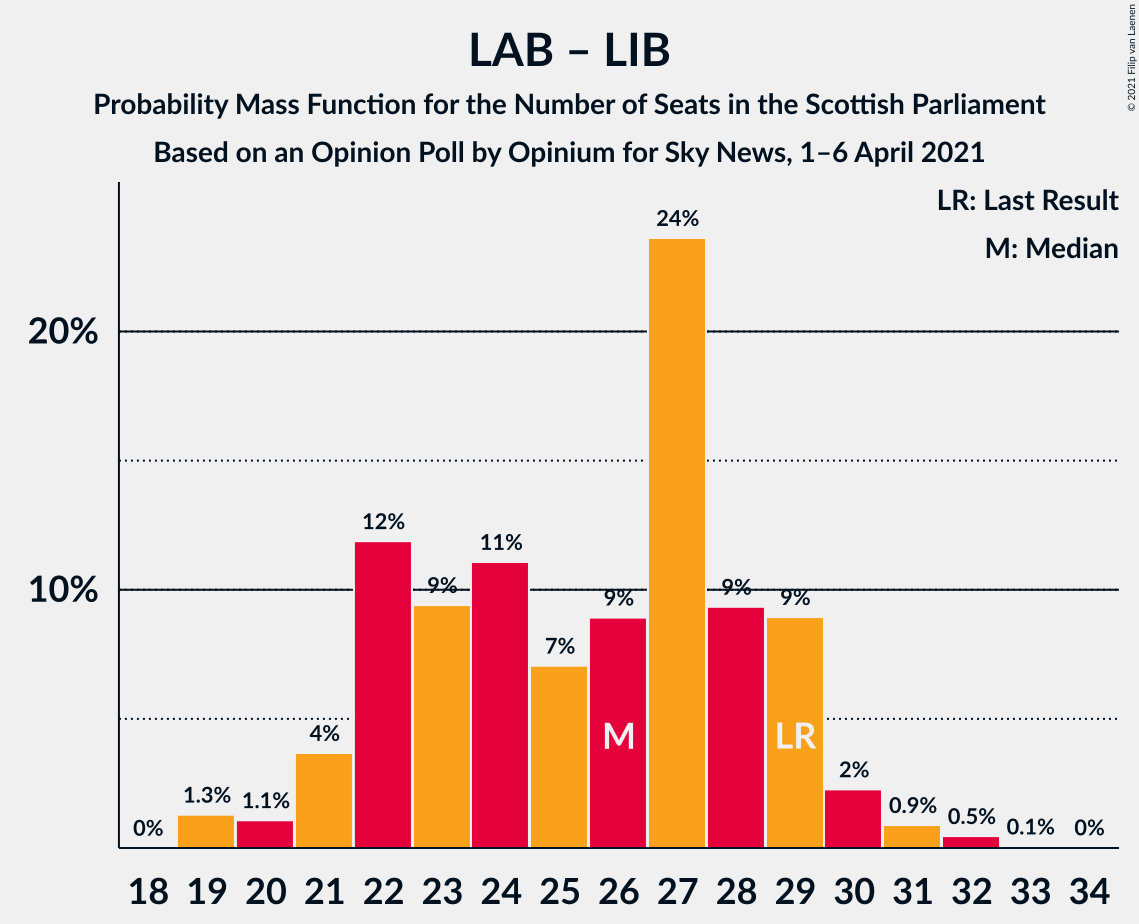 LAB – LIB
Probability Mass Function for the Number of Seats in the Scottish Parliament
Based on an Opinion Poll by Opinium for Sky News, 1–6 April 2021
© 2021 Filip van Laenen
LR: Last Result
M: Median
20%
10%
0% 1.3% 1.1% 4% 12% 9% 11% 7% 9% 24% 9% 9% 2% 0.9% 0.5% 0.1% 0%
M LR
18 19 20 21 22 23 24 25 26 27 28 29 30 31 32 33 34